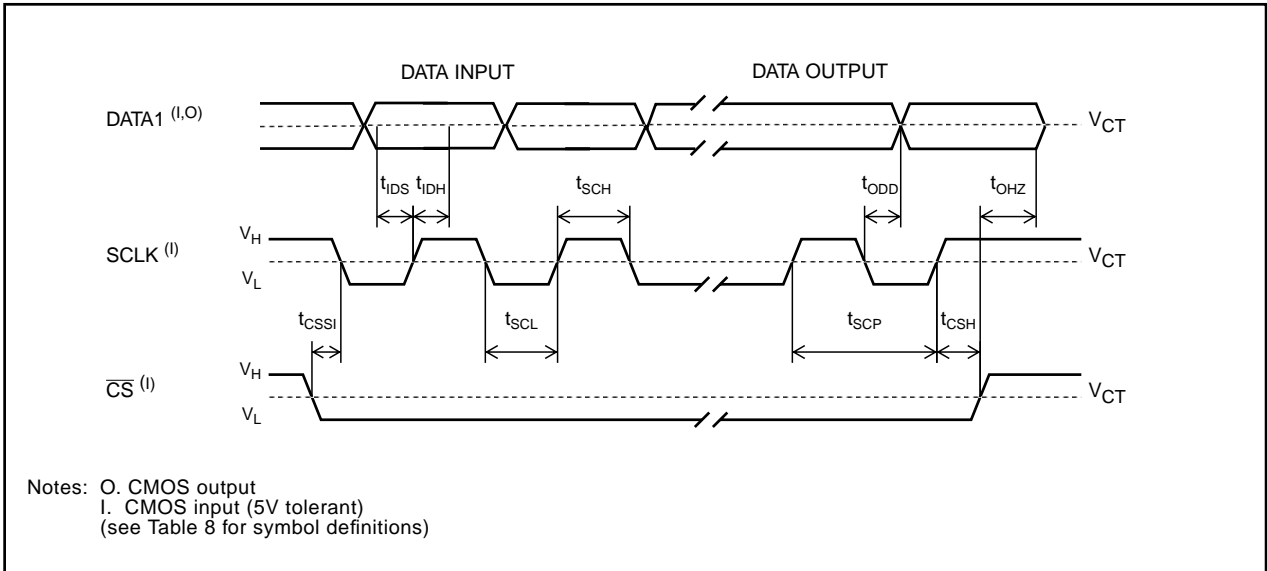 DATA INPUT DATA OUTPUT
DATA1 (I,O) VCT
tIDS tIDH tSCH tODD tOHZ
VH
SCLK (I) VCT
VL
tCSSI tSCL tSCP tCSH
VH
CS (I) VCT
VL
Notes: O. CMOS output
I. CMOS input (5V tolerant)
(see Table 8 for symbol definitions)